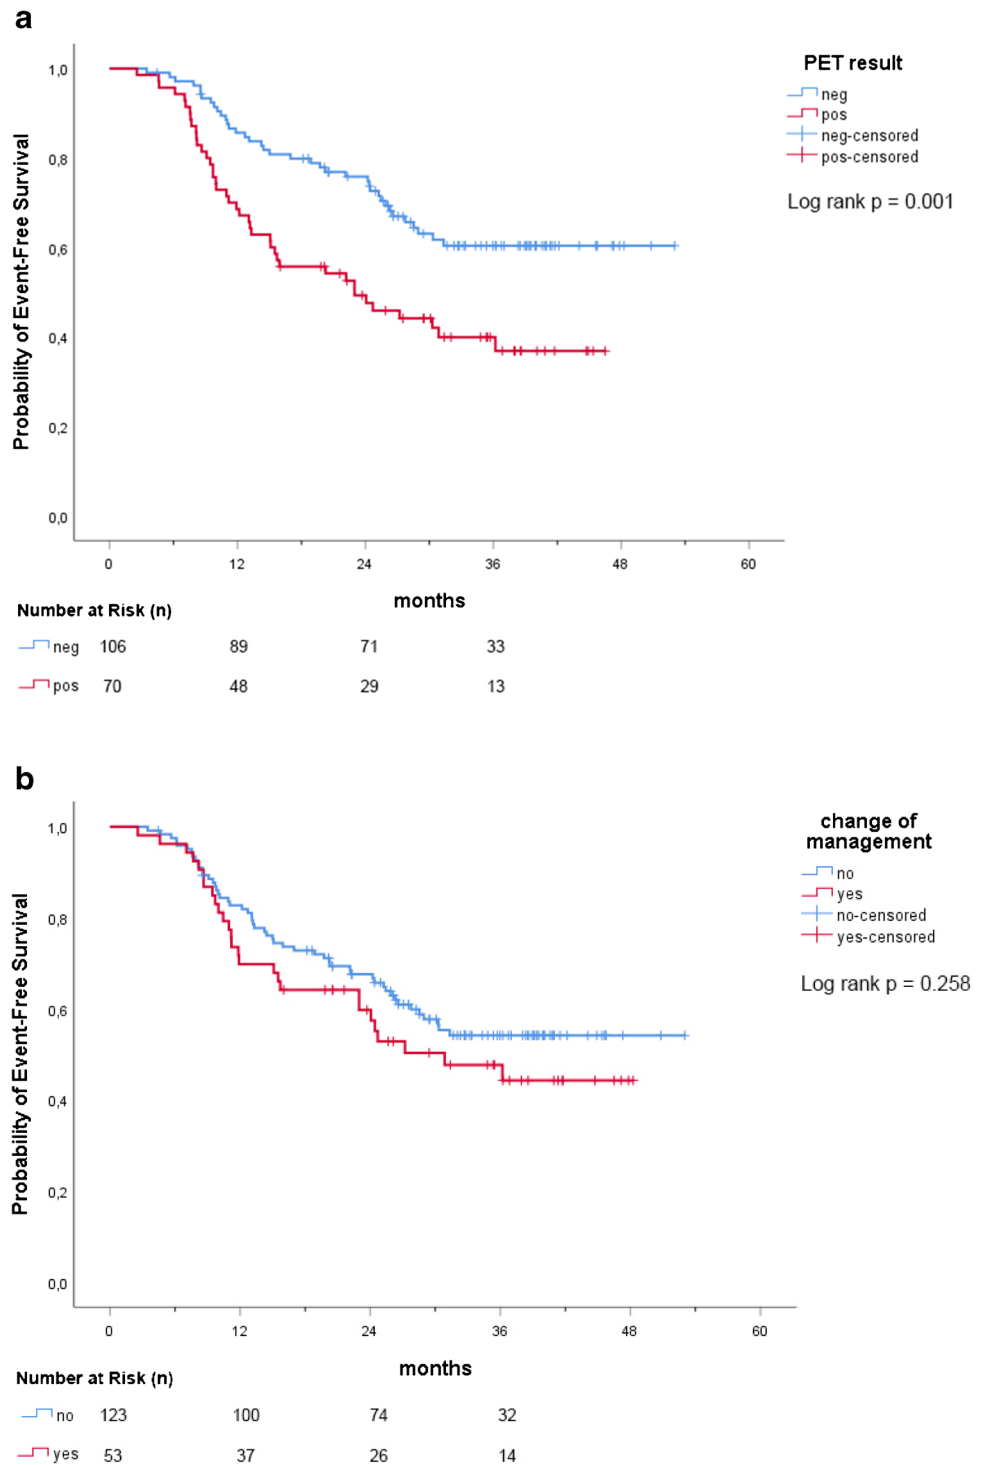 a
PET result
neg
pos
neg-censored
pos-censored
Log rank p = 0.001
Probability of Event-Free Survival
1,0
0,8
0,6
0,4
0,2
0,0
0 12 24 36 48 60
months
Number at Risk (n)
neg 106 89 71 33
pos 70 48 29 13
b
change of
management
no
yes
no-censored
yes-censored
Log rank p = 0.258
Probability of Event-Free Survival
1,0
0,8
0,6
0,4
0,2
0,0
0 12 24 36 48 60
months
Number at Risk (n)
no 123 100 74 32
yes 53 37 26 14